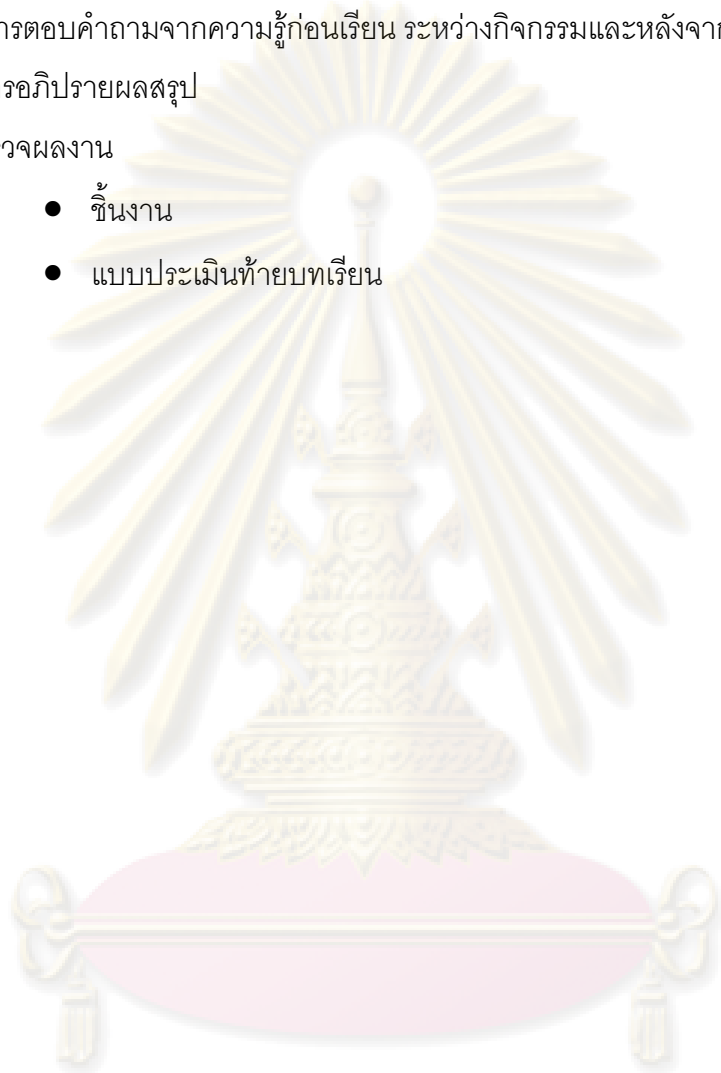 ารตอบคำถามจากความรู้ก่อนเรียน ระหว่างกิจกรรมและหลังจาก
รอภิปรายผลสรุป
วจผลงาน
● ชิ้นงาน
● แบบประเมินท้ายบทเรียน